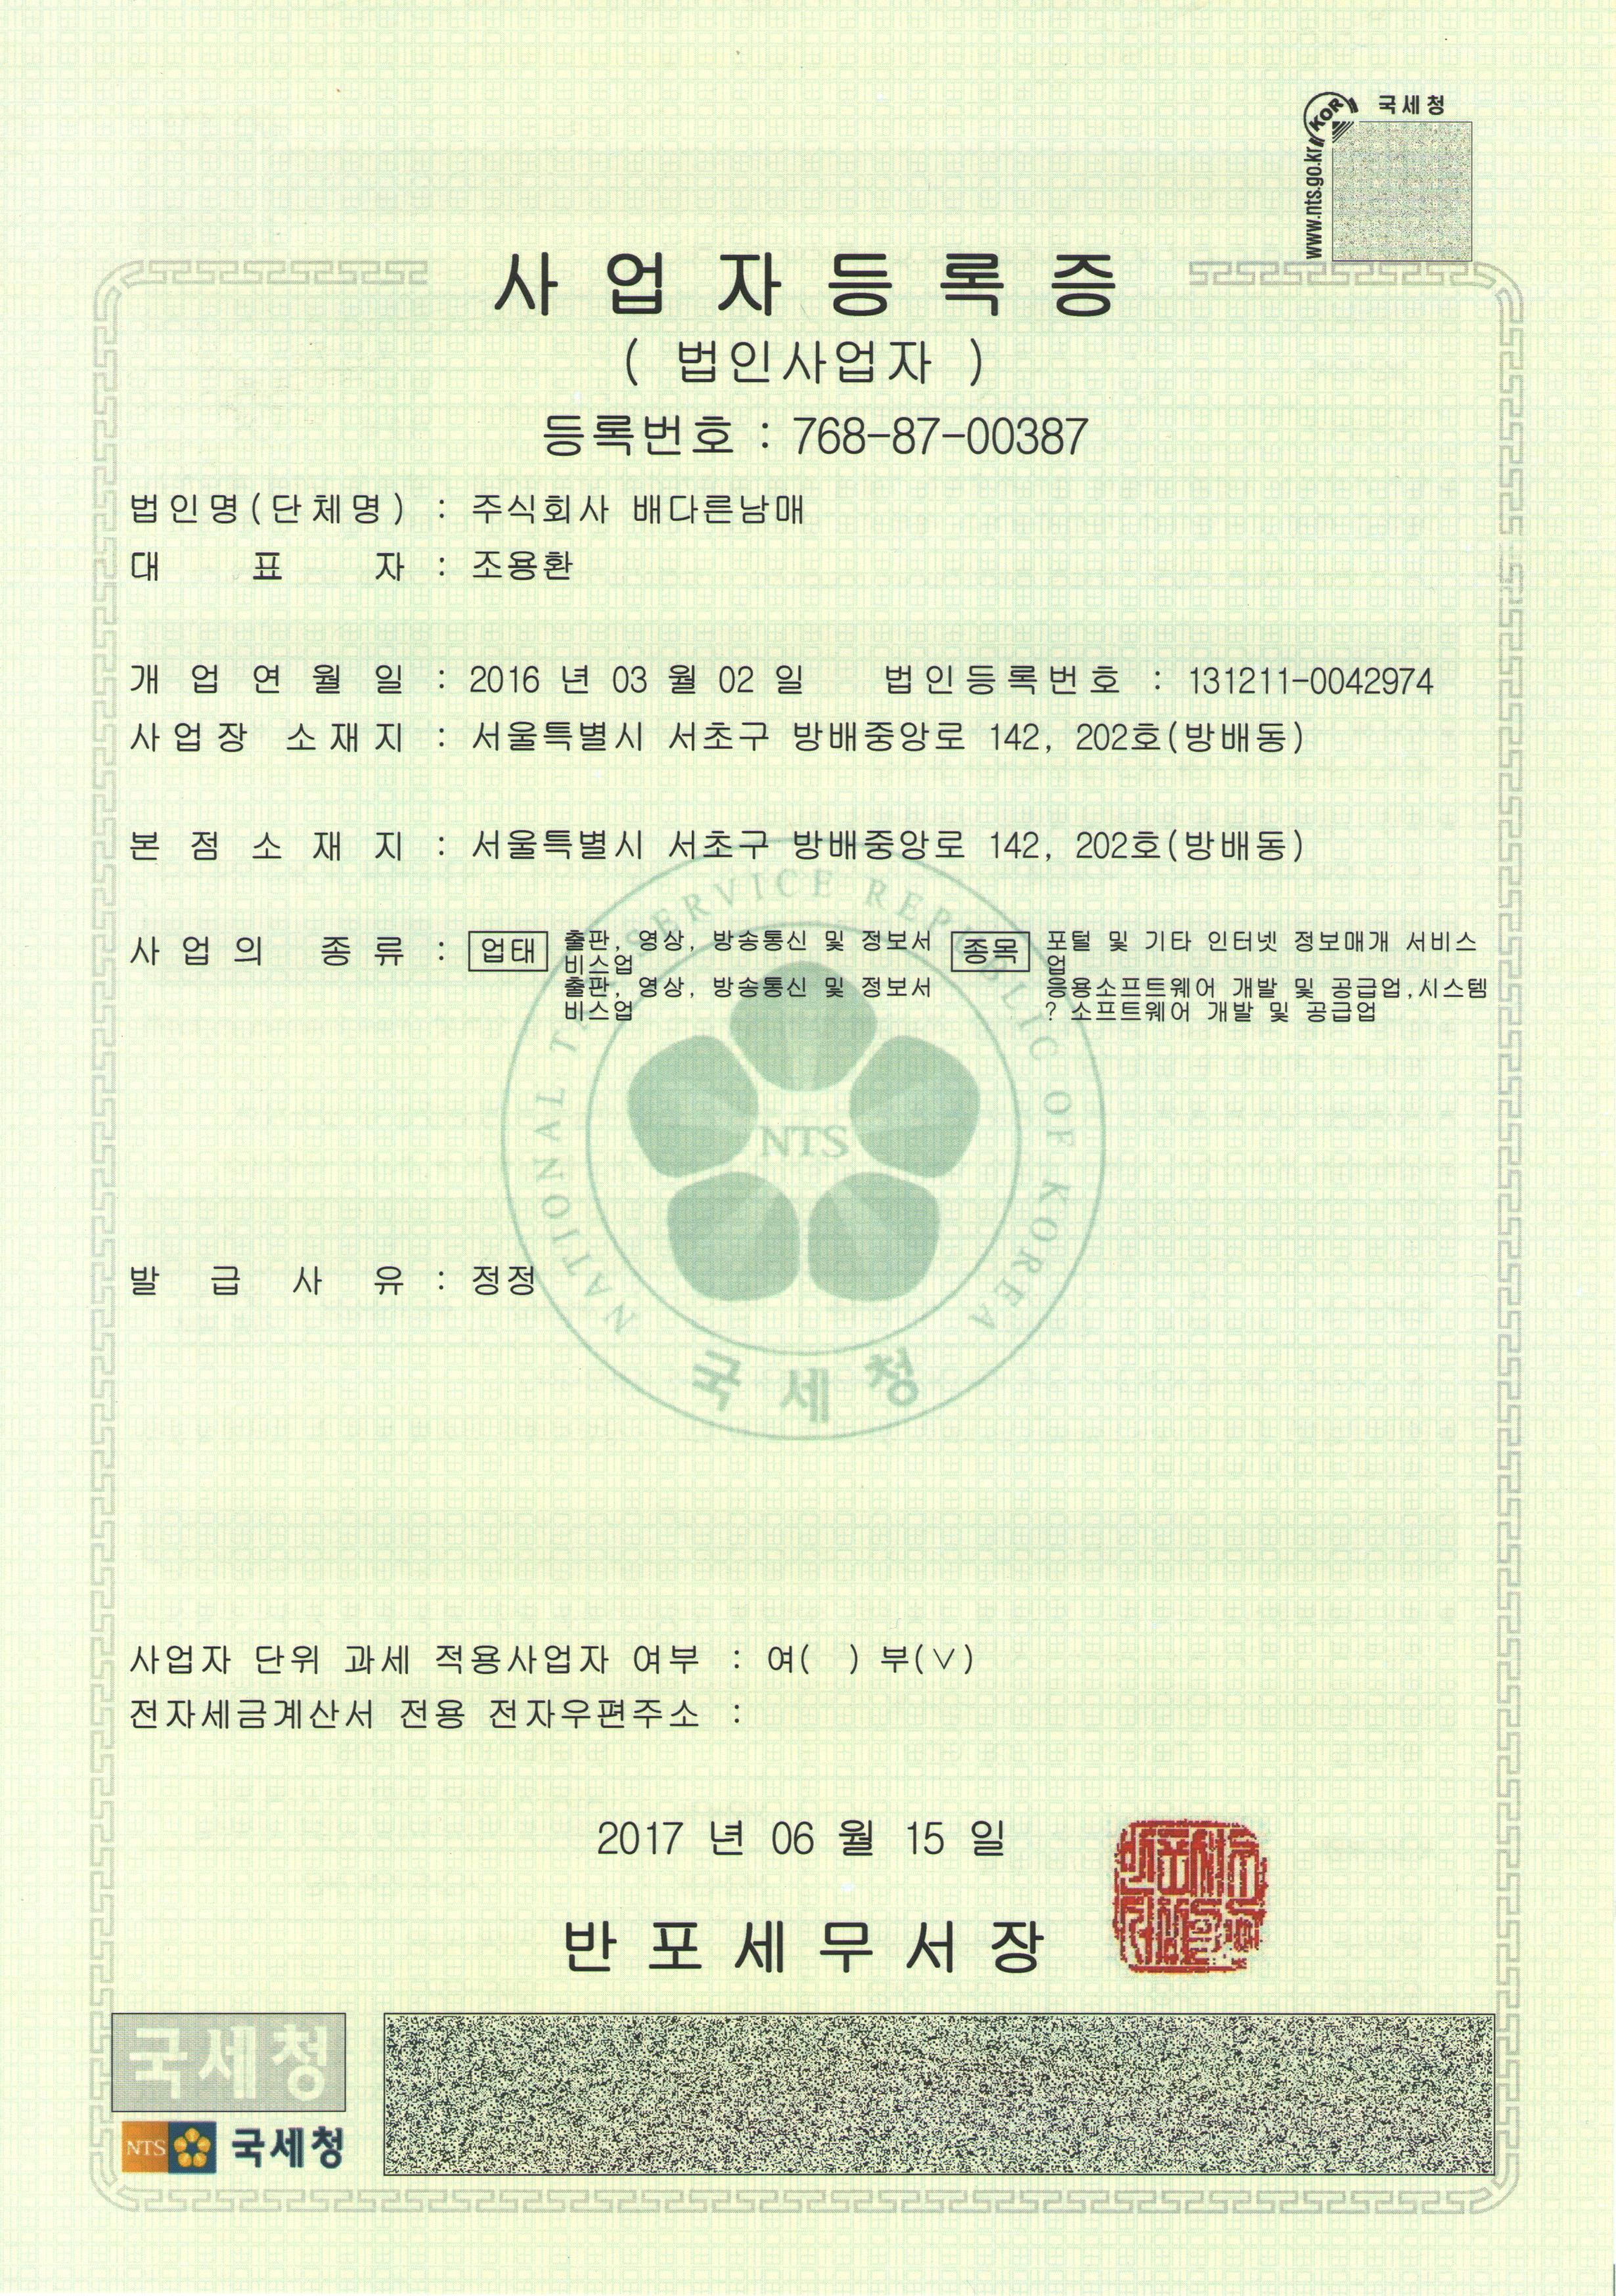 국세청
KOR
www.nts.go.kr
사업자등록증
( 법인사업자 )
등록번호 : 768-87-00387
법인명(단체명) : 주식회사 배다른남매
대 표 자 : 조용환
개 업 연 월 일 : 2016 년 03 월 02 일 법인등록번호 : 131211-0042974
사업장 소재지 : 서울특별시 서초구 방배중앙로 142, 202호(방배동)
본 점 소 재 지 : 서울특별시 서초구 방배중앙로 142, 202호(방배동)
사 업 의 종 류 : 업태 출판, 영상, 방송통신 및 정보서 종목 포털 및 기타 인터넷 정보매개 서비스
비스업 업
출판, 영상, 방송통신 및 정보서 응용소프트웨어 개발 및 공급업,시스템
비스업 ? 소프트웨어 개발 및 공급업
NATIONAL TAX SERVICE REPUBLIC OF KOREA
NTS
국세청
발 급 사 유 : 정정
사업자 단위 과세 적용사업자 여부 : 여( ) 부(∨)
전자세금계산서 전용 전자우편주소 :
2017 년 06 월 15 일
반포세무서장
국세청
NTS 국세청